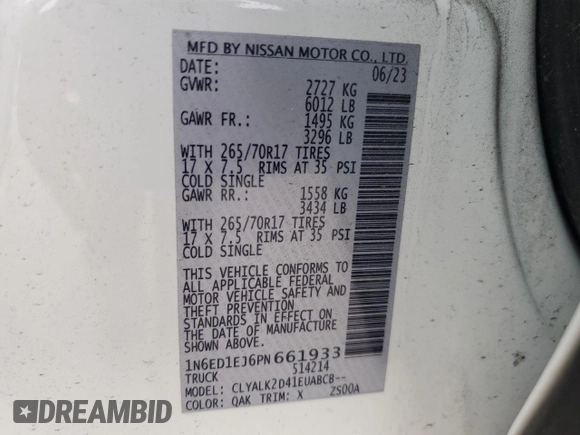 MFD BY NISSAN MOTOR CO., LTD.
DATE: 06/23
GVWR: 2727 KG
6012 LB
GAWR FR.: 1495 KG
3296 LB
WITH 265/70R17 TIRES
17 X 7.5 RIMS AT 35 PSI
COLD SINGLE
GAWR RR.: 1558 KG
3434 LB
WITH 265/70R17 TIRES
17 X 7.5 RIMS AT 35 PSI
COLD SINGLE
THIS VEHICLE CONFORMS TO
ALL APPLICABLE FEDERAL
MOTOR VEHICLE SAFETY AND
THEFT PREVENTION
STANDARDS IN EFFECT ON
THE DATE OF MANUFACTURE
SHOWN ABOVE.
1N6ED1EJ6PN661933
TRUCK 514214
MODEL: CLYALK2D41EUABCB--
COLOR: QAK TRIM: X ZS00A
DREAMBID
DREAMBID